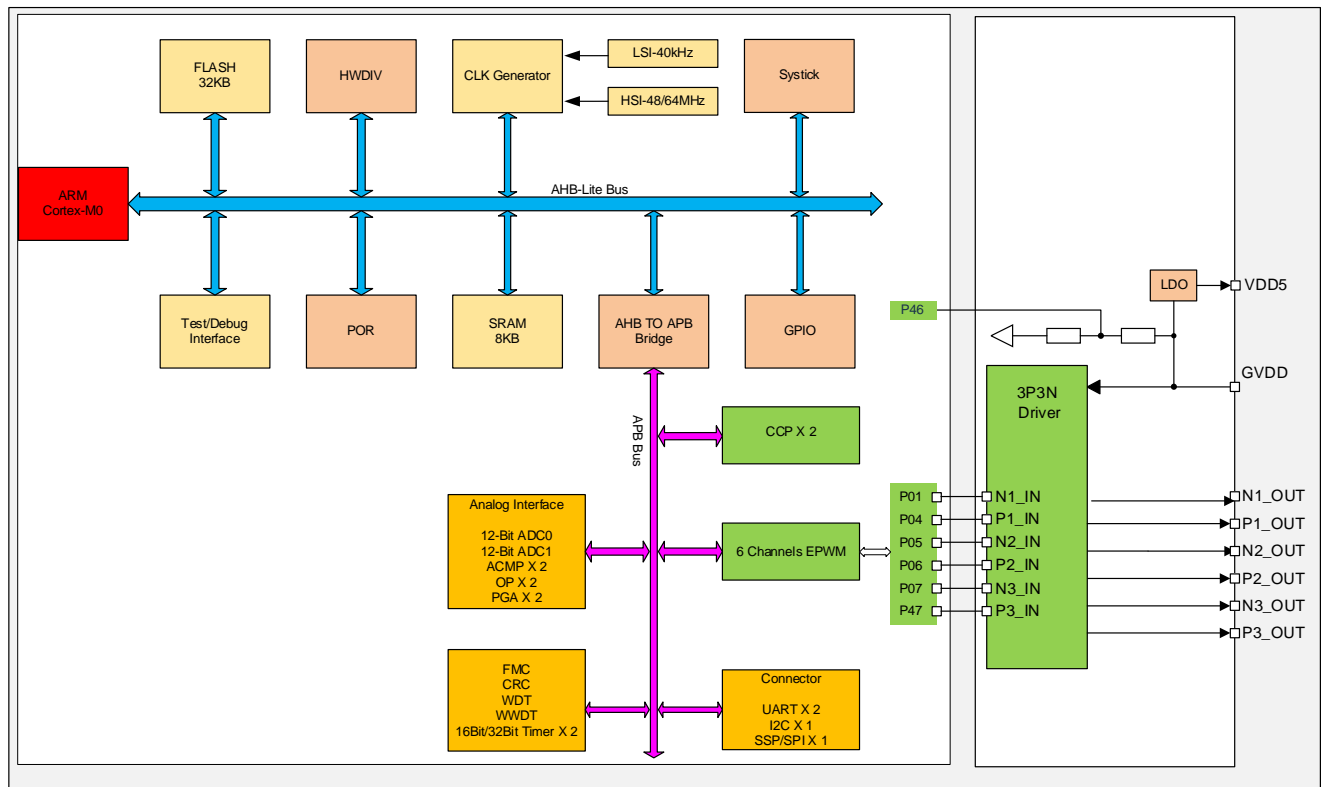 FLASH
32KB
HWDIV
CLK Generator
LSI-40kHz
HSI-48/64MHz
Systick
ARM
Cortex-M0
AHB-Lite Bus
Test/Debug
Interface
POR
SRAM
8KB
AHB TO APB
Bridge
GPIO
P46
LDO
VDD5
GVDD
3P3N
Driver
APB Bus
CCP X 2
Analog Interface
12-Bit ADC0
12-Bit ADC1
ACMP X 2
OP X 2
PGA X 2
6 Channels EPWM
P01
P04
P05
P06
P07
P47
N1_IN
P1_IN
N2_IN
P2_IN
N3_IN
P3_IN
N1_OUT
P1_OUT
N2_OUT
P2_OUT
N3_OUT
P3_OUT
FMC
CRC
WDT
WWDT
16Bit/32Bit Timer X 2
Connector
UART X 2
I2C X 1
SSP/SPI X 1